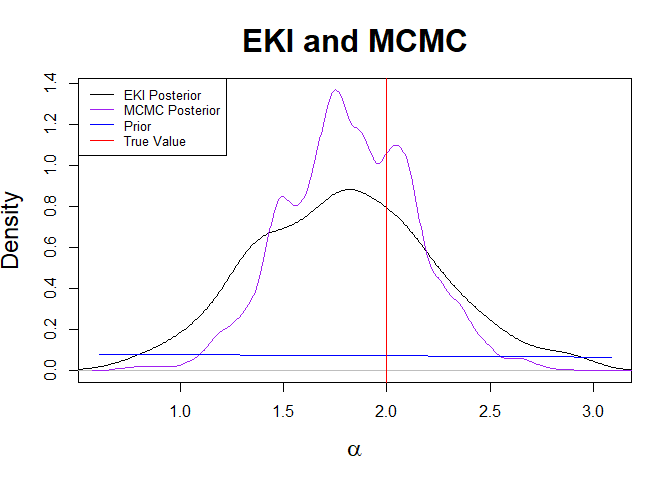 EKI and MCMC
EKI Posterior
MCMC Posterior
Prior
True Value
Density
0.0 0.2 0.4 0.6 0.8 1.0 1.2 1.4
1.0 1.5 2.0 2.5 3.0
α